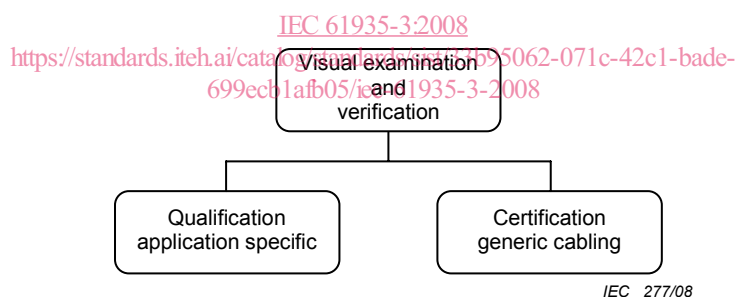 IEC 61935-3:2008
https://standards.iteh.ai/catalog/standards/sist/33b95062-071c-42c1-bade-
699ecb1afb05/iec-61935-3-2008
Visual examination
and
verification
Qualification
application specific
Certification
generic cabling
IEC 277/08